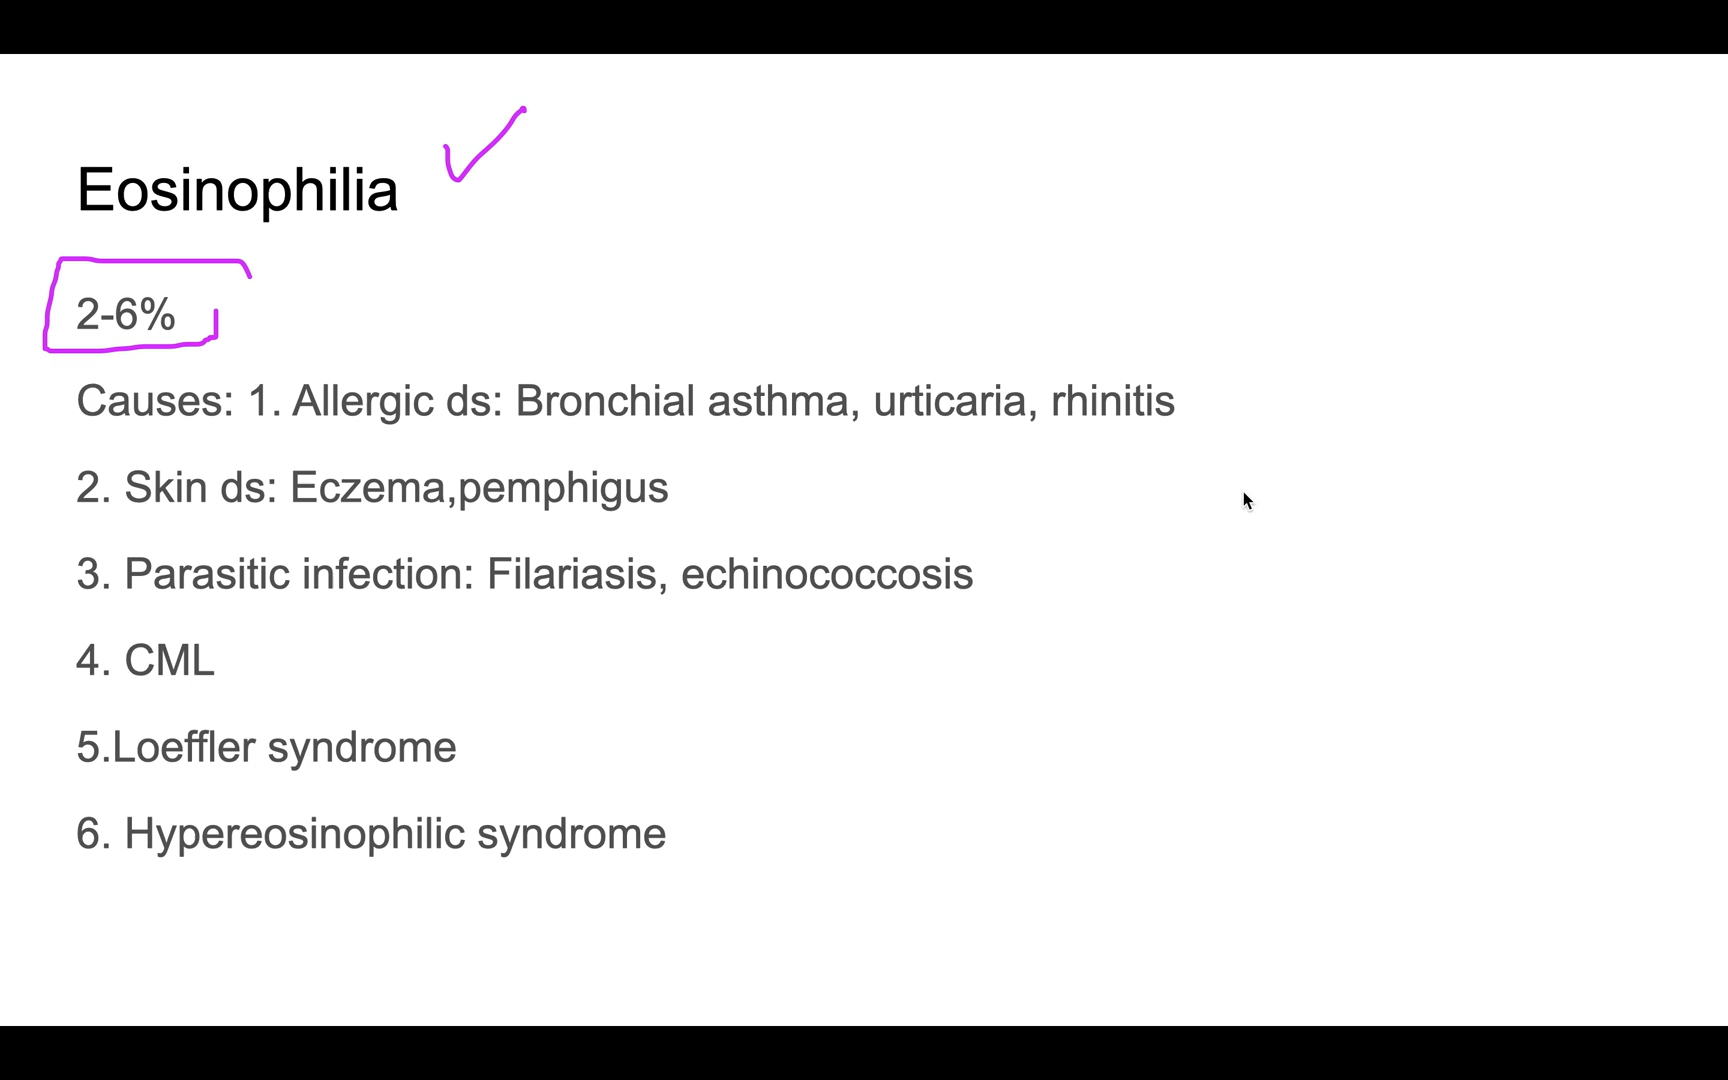 Eosinophilia
2-6%
Causes: 1. Allergic ds: Bronchial asthma, urticaria, rhinitis
2. Skin ds: Eczema,pemphigus
3. Parasitic infection: Filariasis, echinococcosis
4. CML
5.Loeffler syndrome
6. Hypereosinophilic syndrome